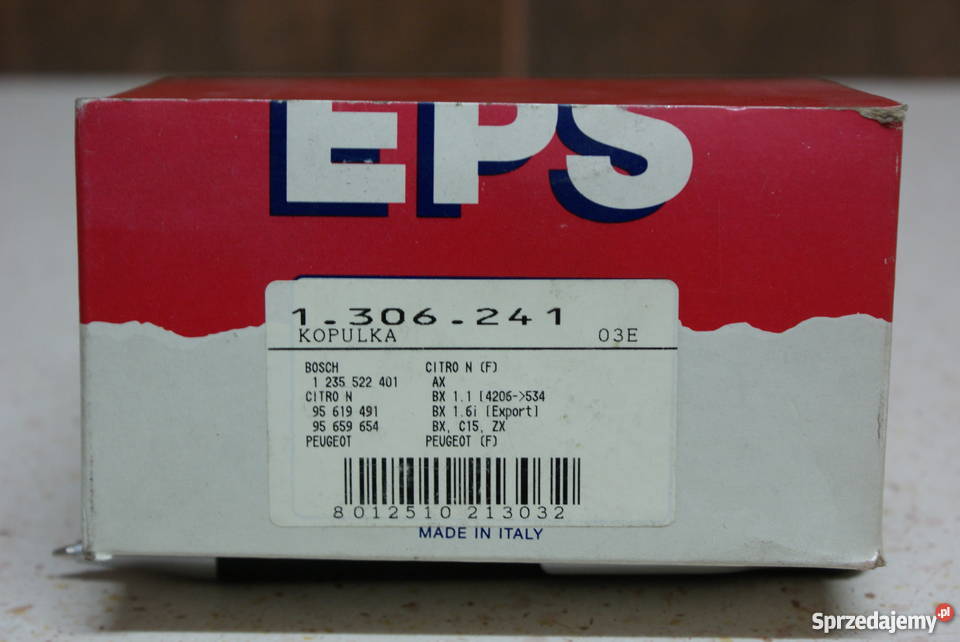 EPS
1.306.241
KOPULKA 03E
BOSCH CITRO N (F)
1 235 522 401 AX
CITRO N BX 1.1 [4206->534
95 619 491 BX 1.6i [Export]
95 659 654 BX, C15, ZX
PEUGEOT PEUGEOT (F)
8012510 213032
MADE IN ITALY
Sprzedajemy.pl